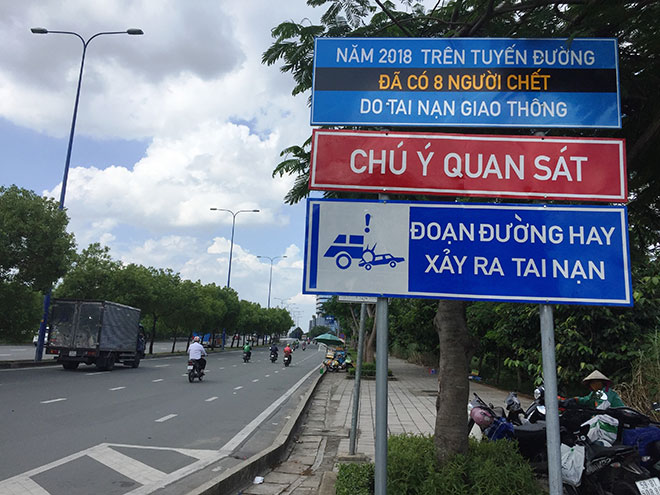 NĂM 2018 TRÊN TUYẾN ĐƯỜNG
ĐÃ CÓ 8 NGƯỜI CHẾT
DO TAI NẠN GIAO THÔNG
CHÚ Ý QUAN SÁT
ĐOẠN ĐƯỜNG HAY
XẢY RA TAI NẠN